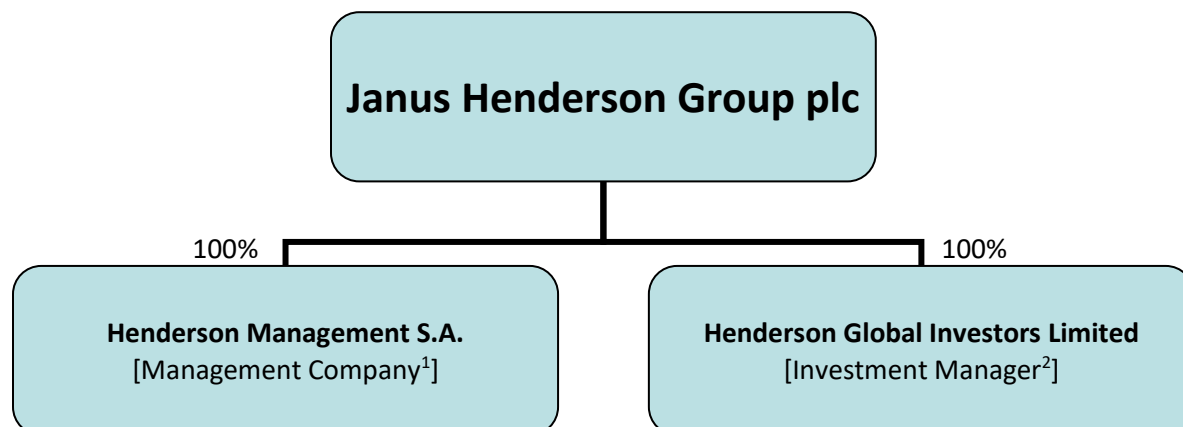 Janus Henderson Group plc
100%
100%
Henderson Management S.A.
[Management Company¹]
Henderson Global Investors Limited
[Investment Manager²]